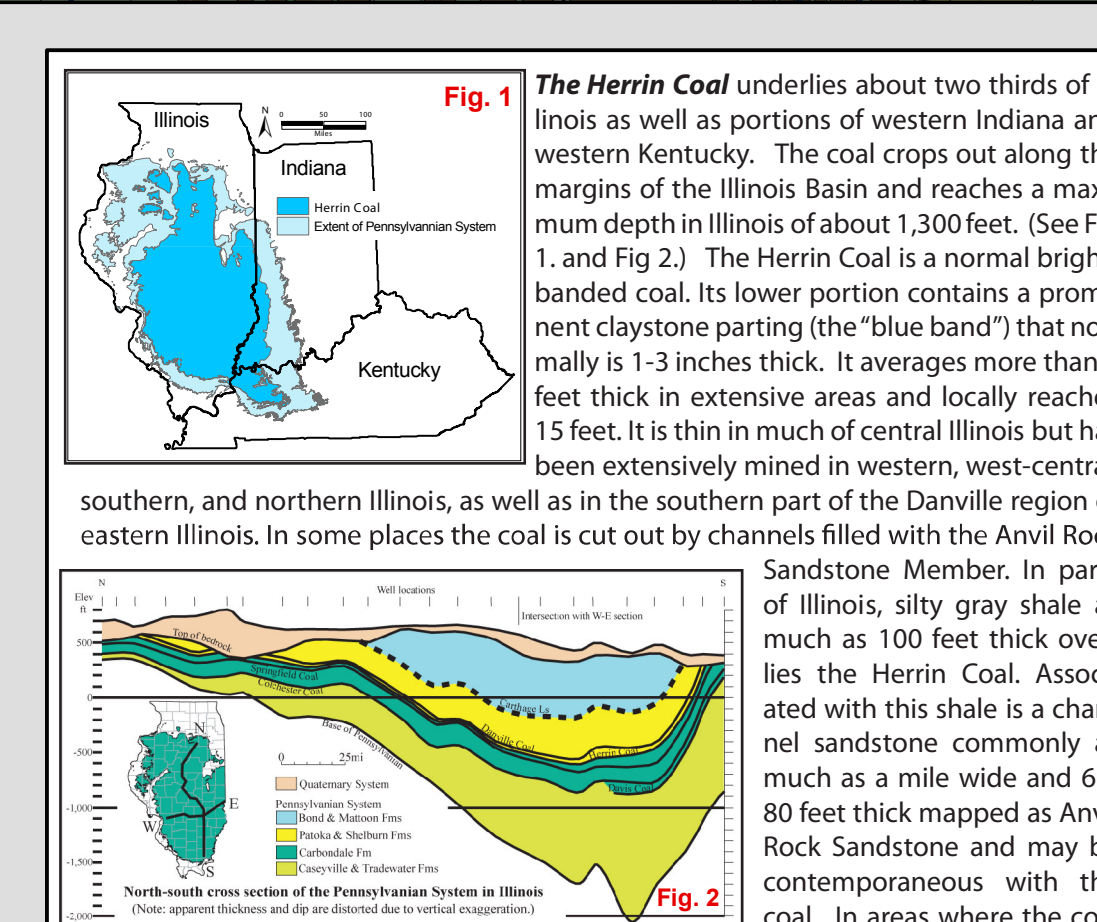 Fig. 1
Illinois
N
0 50 100
Miles
Indiana
Herrin Coal
Extent of Pennsylvannian System
Kentucky
The Herrin Coal underlies about two thirds of
linois as well as portions of western Indiana an
western Kentucky. The coal crops out along th
margins of the Illinois Basin and reaches a max
mum depth in Illinois of about 1,300 feet. (See F
1. and Fig 2.) The Herrin Coal is a normal brigh
banded coal. Its lower portion contains a prom
nent claystone parting (the “blue band”) that no
mally is 1-3 inches thick. It averages more than
feet thick in extensive areas and locally reache
15 feet. It is thin in much of central Illinois but ha
been extensively mined in western, west-centra
southern, and northern Illinois, as well as in the southern part of the Danville region
eastern Illinois. In some places the coal is cut out by channels filled with the Anvil Roc
Sandstone Member. In par
of Illinois, silty gray shale a
much as 100 feet thick ove
lies the Herrin Coal. Assoc
ated with this shale is a chan
nel sandstone commonly a
much as a mile wide and 6
80 feet thick mapped as Anv
Rock Sandstone and may b
contemporaneous with th
coal. In areas where the co
N
S
Elev
ft
Well locations
Intersection with W-E section
500
0
-500
-1,000
-1,500
-2,000
Top of bedrock
Springfield Coal
Colchester Coal
Base of Pennsylvanian
Carthage Ls
Danville Coal
Herrin Coal
Davis Coal
N
E
W
S
0 25mi
Quaternary System
Pennsylvanian System
Bond & Mattoon Fms
Patoka & Shelburn Fms
Carbondale Fm
Caseyville & Tradewater Fms
North-south cross section of the Pennsylvanian System in Illinois
(Note: apparent thickness and dip are distorted due to vertical exaggeration.)
Fig. 2